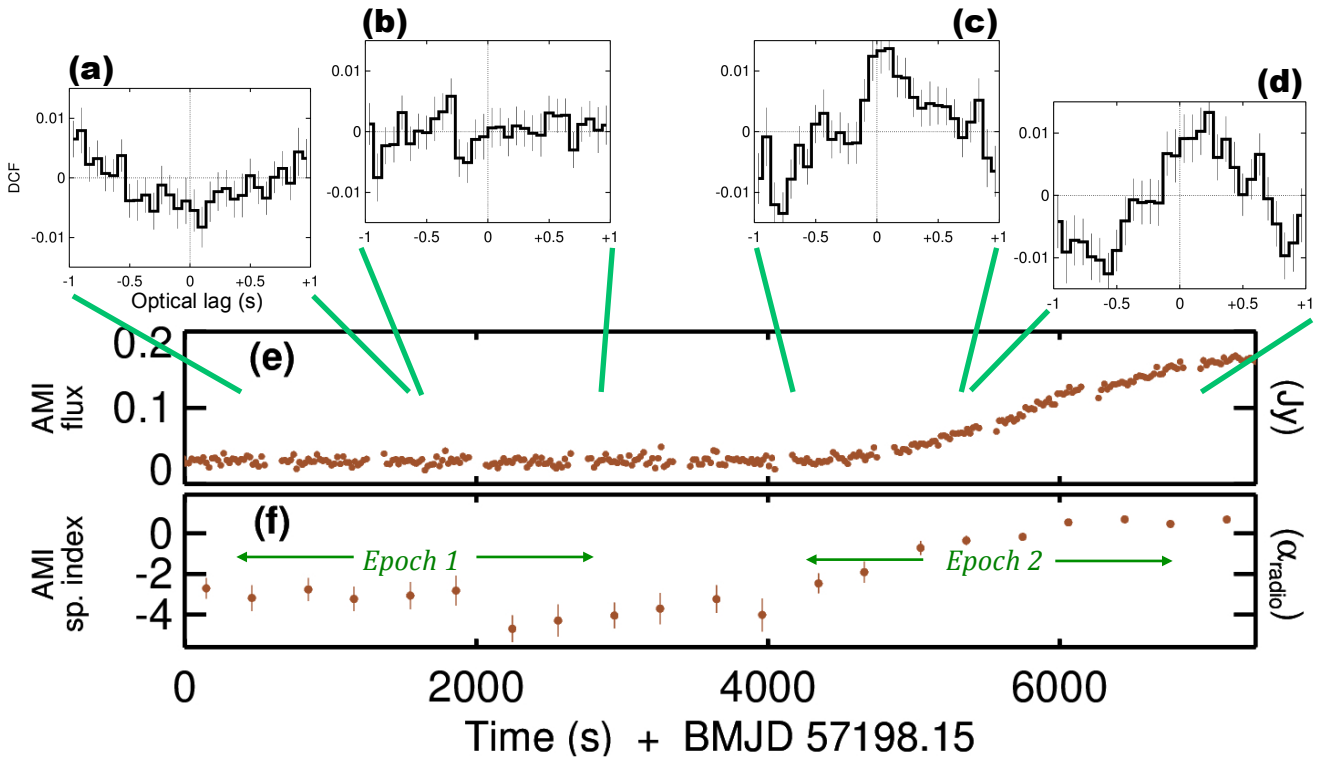 (a)
(b)
(c)
(d)
DCF
0.01
0
-0.01
-1
-0.5
0
+0.5
+1
Optical lag (s)
0.01
0
-0.01
-1
-0.5
0
+0.5
+1
0.01
0
-0.01
-1
-0.5
0
+0.5
+1
0.01
0
-0.01
-1
-0.5
0
+0.5
+1
AMI
flux
0.2
0.1
0
(e)
(Jy)
AMI
sp. index
0
-2
-4
(f)
Epoch 1
Epoch 2
(αradio)
0
2000
4000
6000
Time (s) + BMJD 57198.15